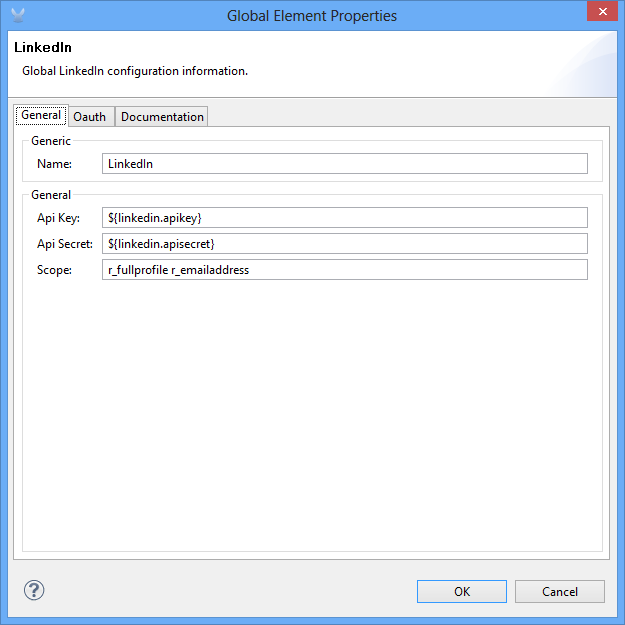 Global Element Properties
LinkedIn
Global LinkedIn configuration information.
General Oauth Documentation
Generic
Name: LinkedIn
General
Api Key: ${linkedin.apikey}
Api Secret: ${linkedin.apisecret}
Scope: r_fullprofile r_emailaddress
? OK Cancel